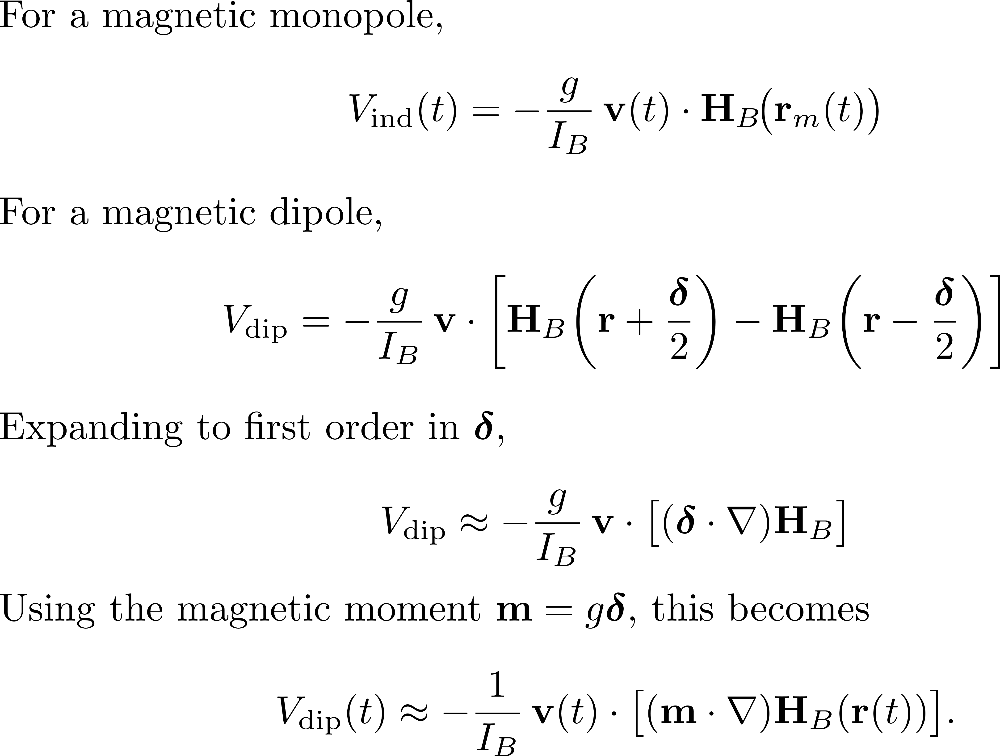 For a magnetic monopole,
$$V_{\text{ind}}(t) = -\frac{g}{I_B}\,\mathbf{v}(t)\cdot\mathbf{H}_B\big(\mathbf{r}_m(t)\big)$$
For a magnetic dipole,
$$V_{\text{dip}} = -\frac{g}{I_B}\,\mathbf{v}\cdot\left[\mathbf{H}_B\left(\mathbf{r}+\frac{\boldsymbol{\delta}}{2}\right)-\mathbf{H}_B\left(\mathbf{r}-\frac{\boldsymbol{\delta}}{2}\right)\right]$$
Expanding to first order in $\boldsymbol{\delta}$,
$$V_{\text{dip}} \approx -\frac{g}{I_B}\,\mathbf{v}\cdot\big[(\boldsymbol{\delta}\cdot\nabla)\mathbf{H}_B\big]$$
Using the magnetic moment $\mathbf{m} = g\boldsymbol{\delta}$, this becomes
$$V_{\text{dip}}(t) \approx -\frac{1}{I_B}\,\mathbf{v}(t)\cdot\big[(\mathbf{m}\cdot\nabla)\mathbf{H}_B(\mathbf{r}(t))\big].$$